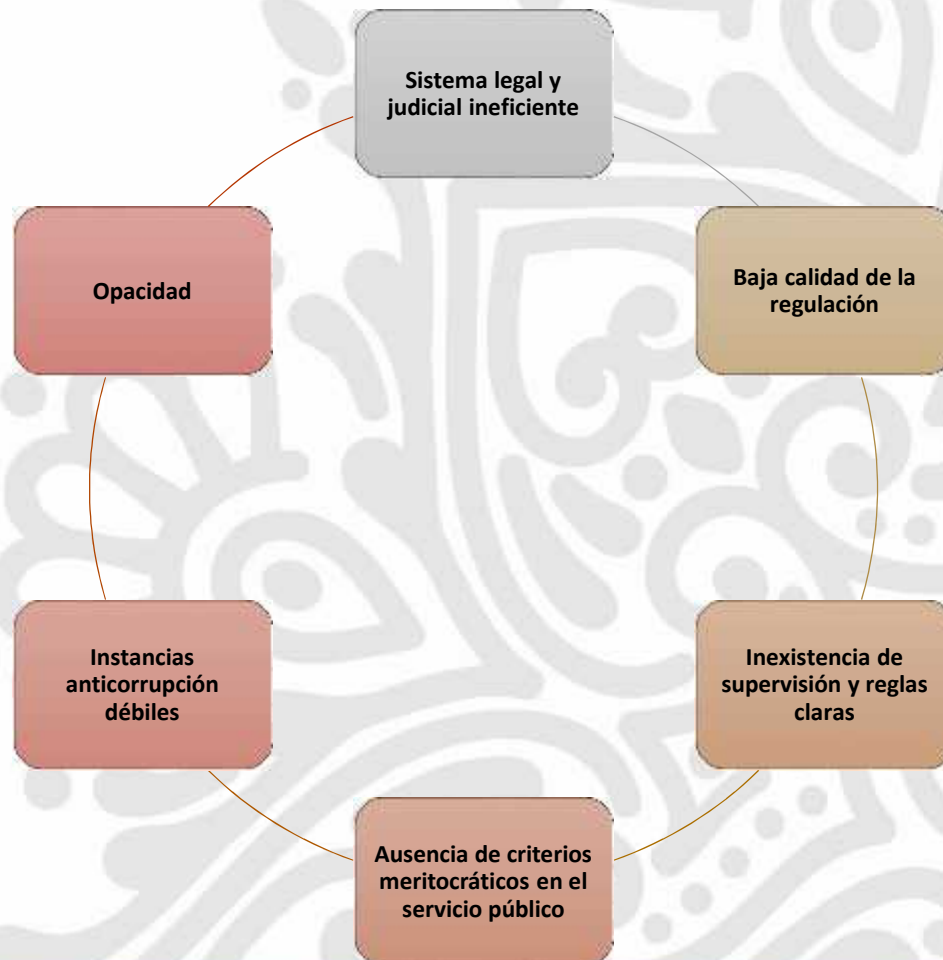 Sistema legal y
judicial ineficiente
Baja calidad de la
regulación
Inexistencia de
supervisión y reglas
claras
Ausencia de criterios
meritocráticos en el
servicio público
Instancias
anticorrupción
débiles
Opacidad